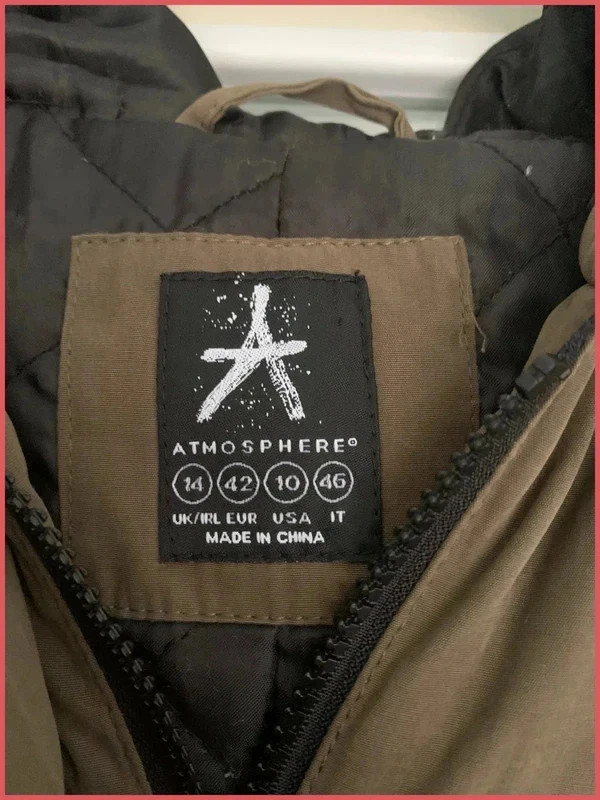 A
ATMOSPHERE®
14 42 10 46
UK/IRL EUR USA IT
MADE IN CHINA